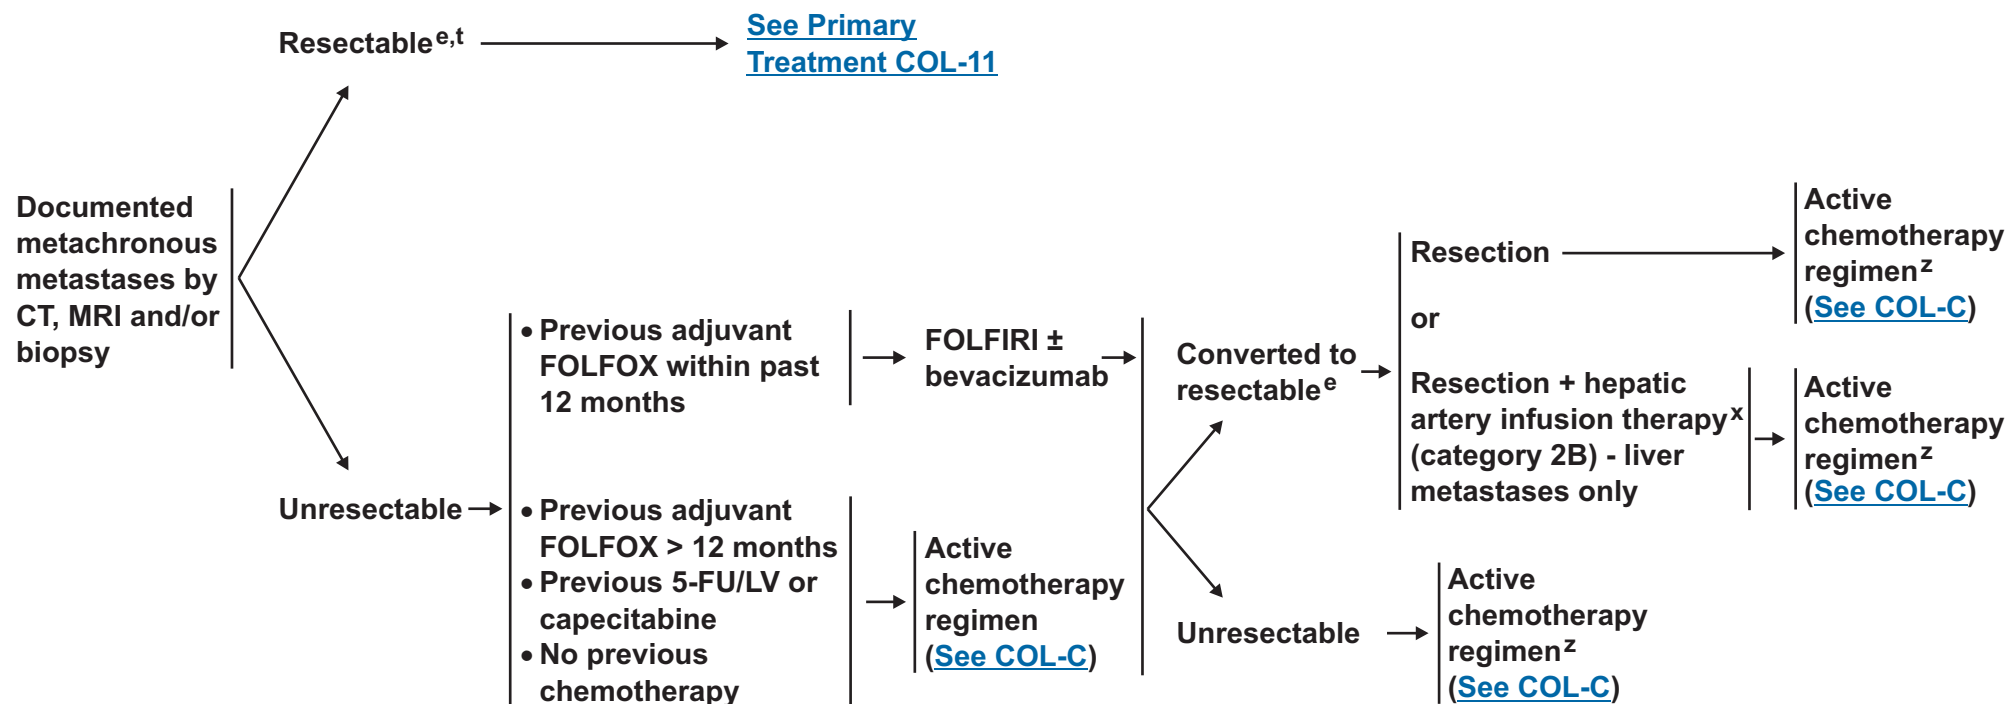 Resectable e,t
See Primary
Treatment COL-11
Documented
metachronous
metastases by
CT, MRI and/or
biopsy
Unresectable
• Previous adjuvant
FOLFOX within past
12 months
FOLFIRI ±
bevacizumab
• Previous adjuvant
FOLFOX > 12 months
• Previous 5-FU/LV or
capecitabine
• No previous
chemotherapy
Active
chemotherapy
regimen
(See COL-C)
Converted to
resectable e
Resection
or
Resection + hepatic
artery infusion therapy x
(category 2B) - liver
metastases only
Active
chemotherapy
regimen z
(See COL-C)
Active
chemotherapy
regimen z
(See COL-C)
Unresectable
Active
chemotherapy
regimen z
(See COL-C)